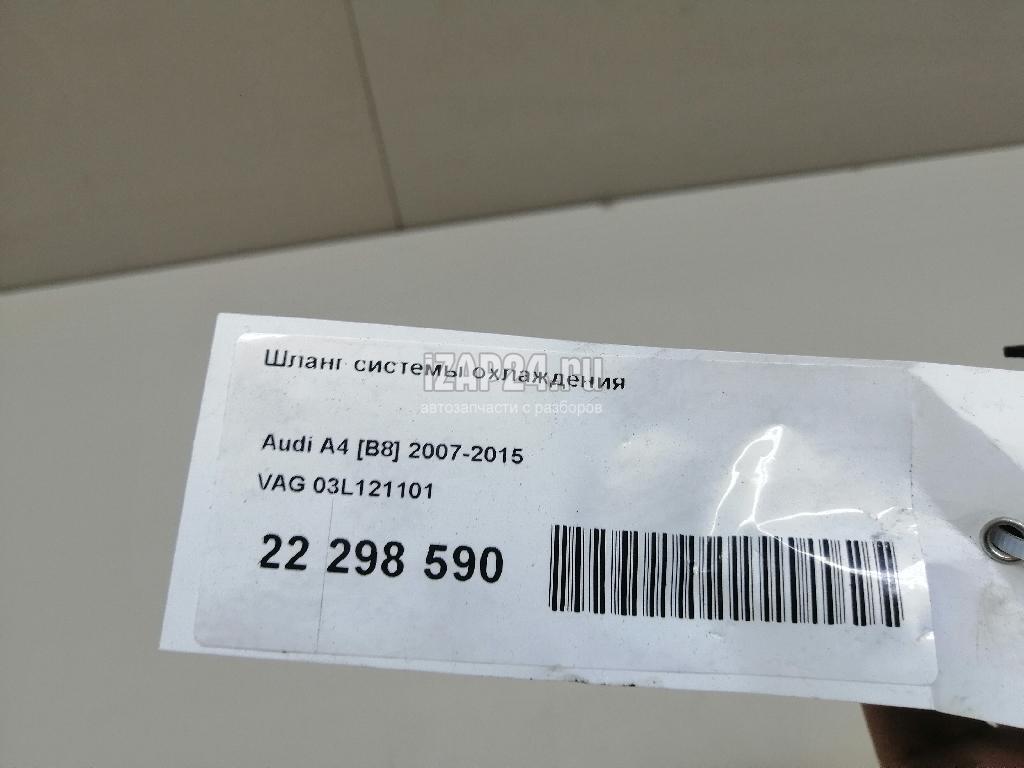 Шланг системы охлаждения
iZAP24.ru
автозапчасти с разборов
Audi A4 [B8] 2007-2015
VAG 03L121101
22 298 590